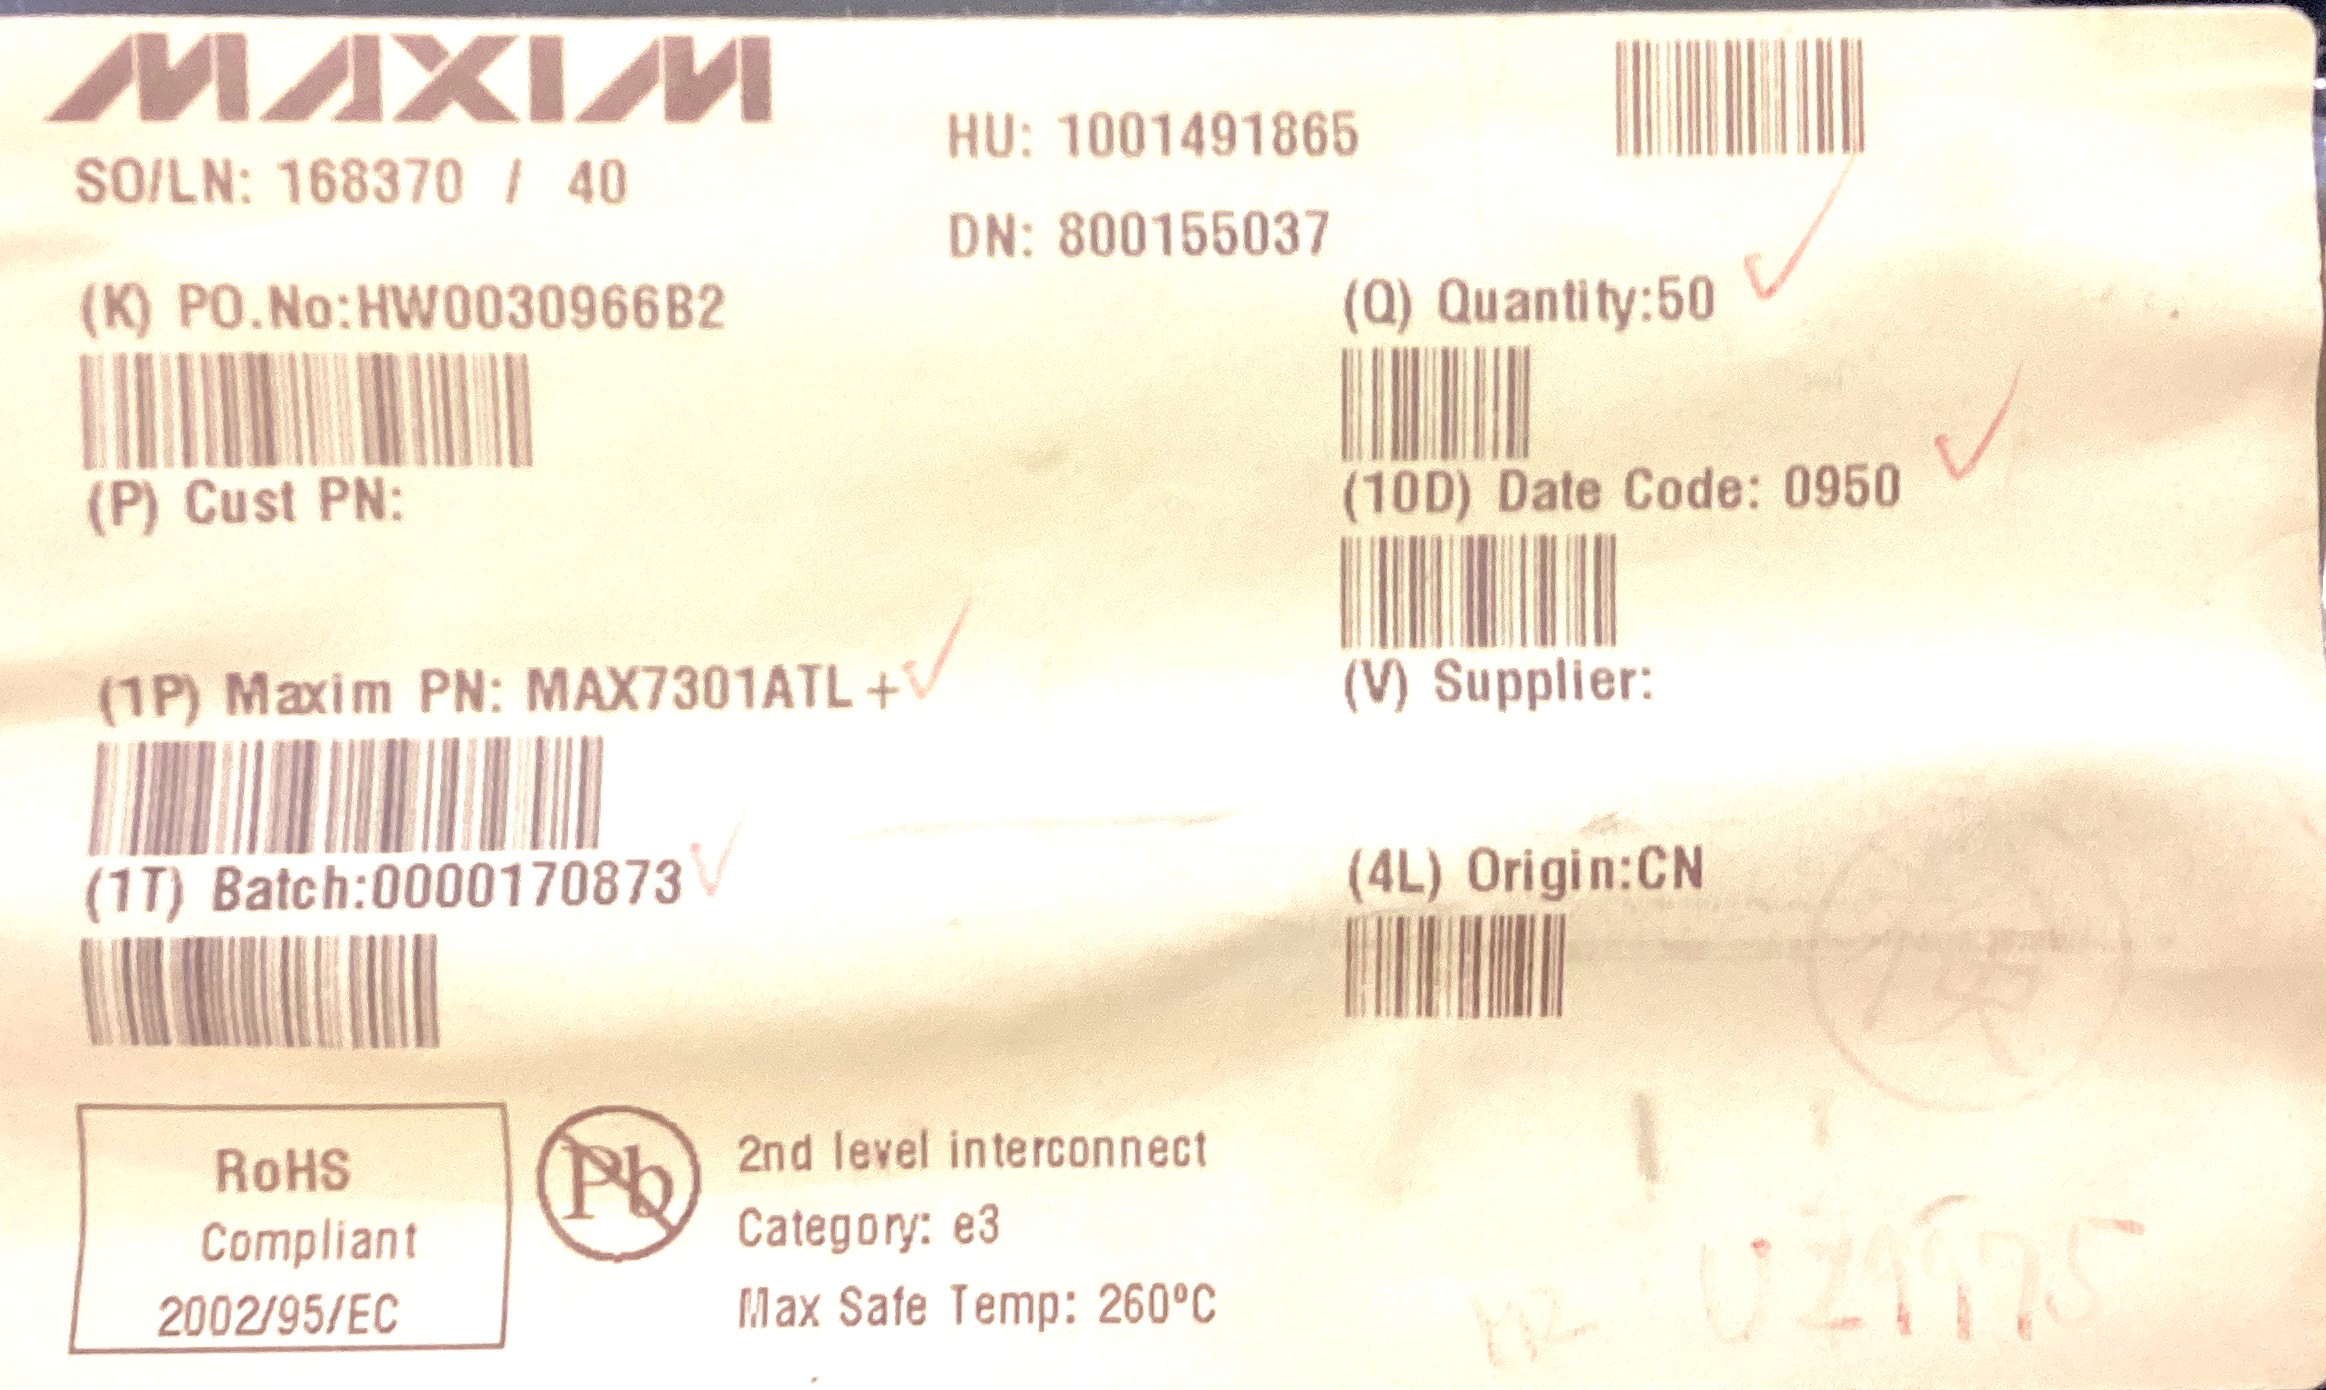 MAXIM
SO/LN: 168370 / 40
HU: 1001491865
DN: 800155037
(K) PO.No:HW0030966B2
(Q) Quantity:50
(P) Cust PN:
(10D) Date Code: 0950
(1P) Maxim PN: MAX7301ATL+
(V) Supplier:
(1T) Batch:0000170873
(4L) Origin:CN
RoHS
Compliant
2002/95/EC
Pb
2nd level interconnect
Category: e3
Max Safe Temp: 260ºC